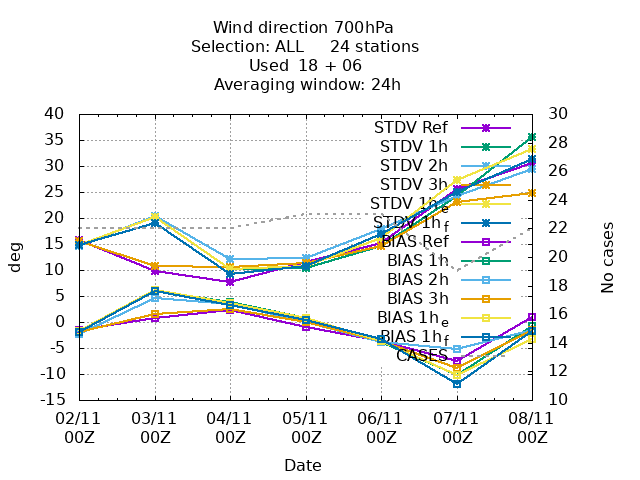 Wind direction 700hPa
Selection: ALL 24 stations
Used 18 + 06
Averaging window: 24h
40
35
30
25
20
15
10
5
0
-5
-10
-15
deg
30
28
26
24
22
20
18
16
14
12
10
No cases
STDV Ref
STDV 1h
STDV 2h
STDV 3h
STDV 1he
STDV 1hf
BIAS Ref
BIAS 1h
BIAS 2h
BIAS 3h
BIAS 1he
BIAS 1hf
CASES
02/11 03/11 04/11 05/11 06/11 07/11 08/11
00Z 00Z 00Z 00Z 00Z 00Z 00Z
Date